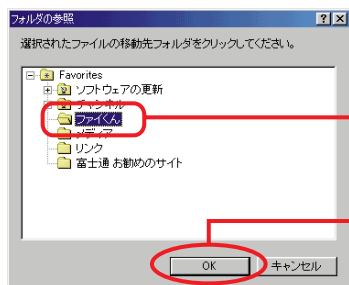 フォルダの参照
選択されたファイルの移動先フォルダをクリックしてください。
Favorites
ソフトウェアの更新
チャンネル
ファイくん
メディア
リンク
富士通 お勧めのサイト
OK
キャンセル